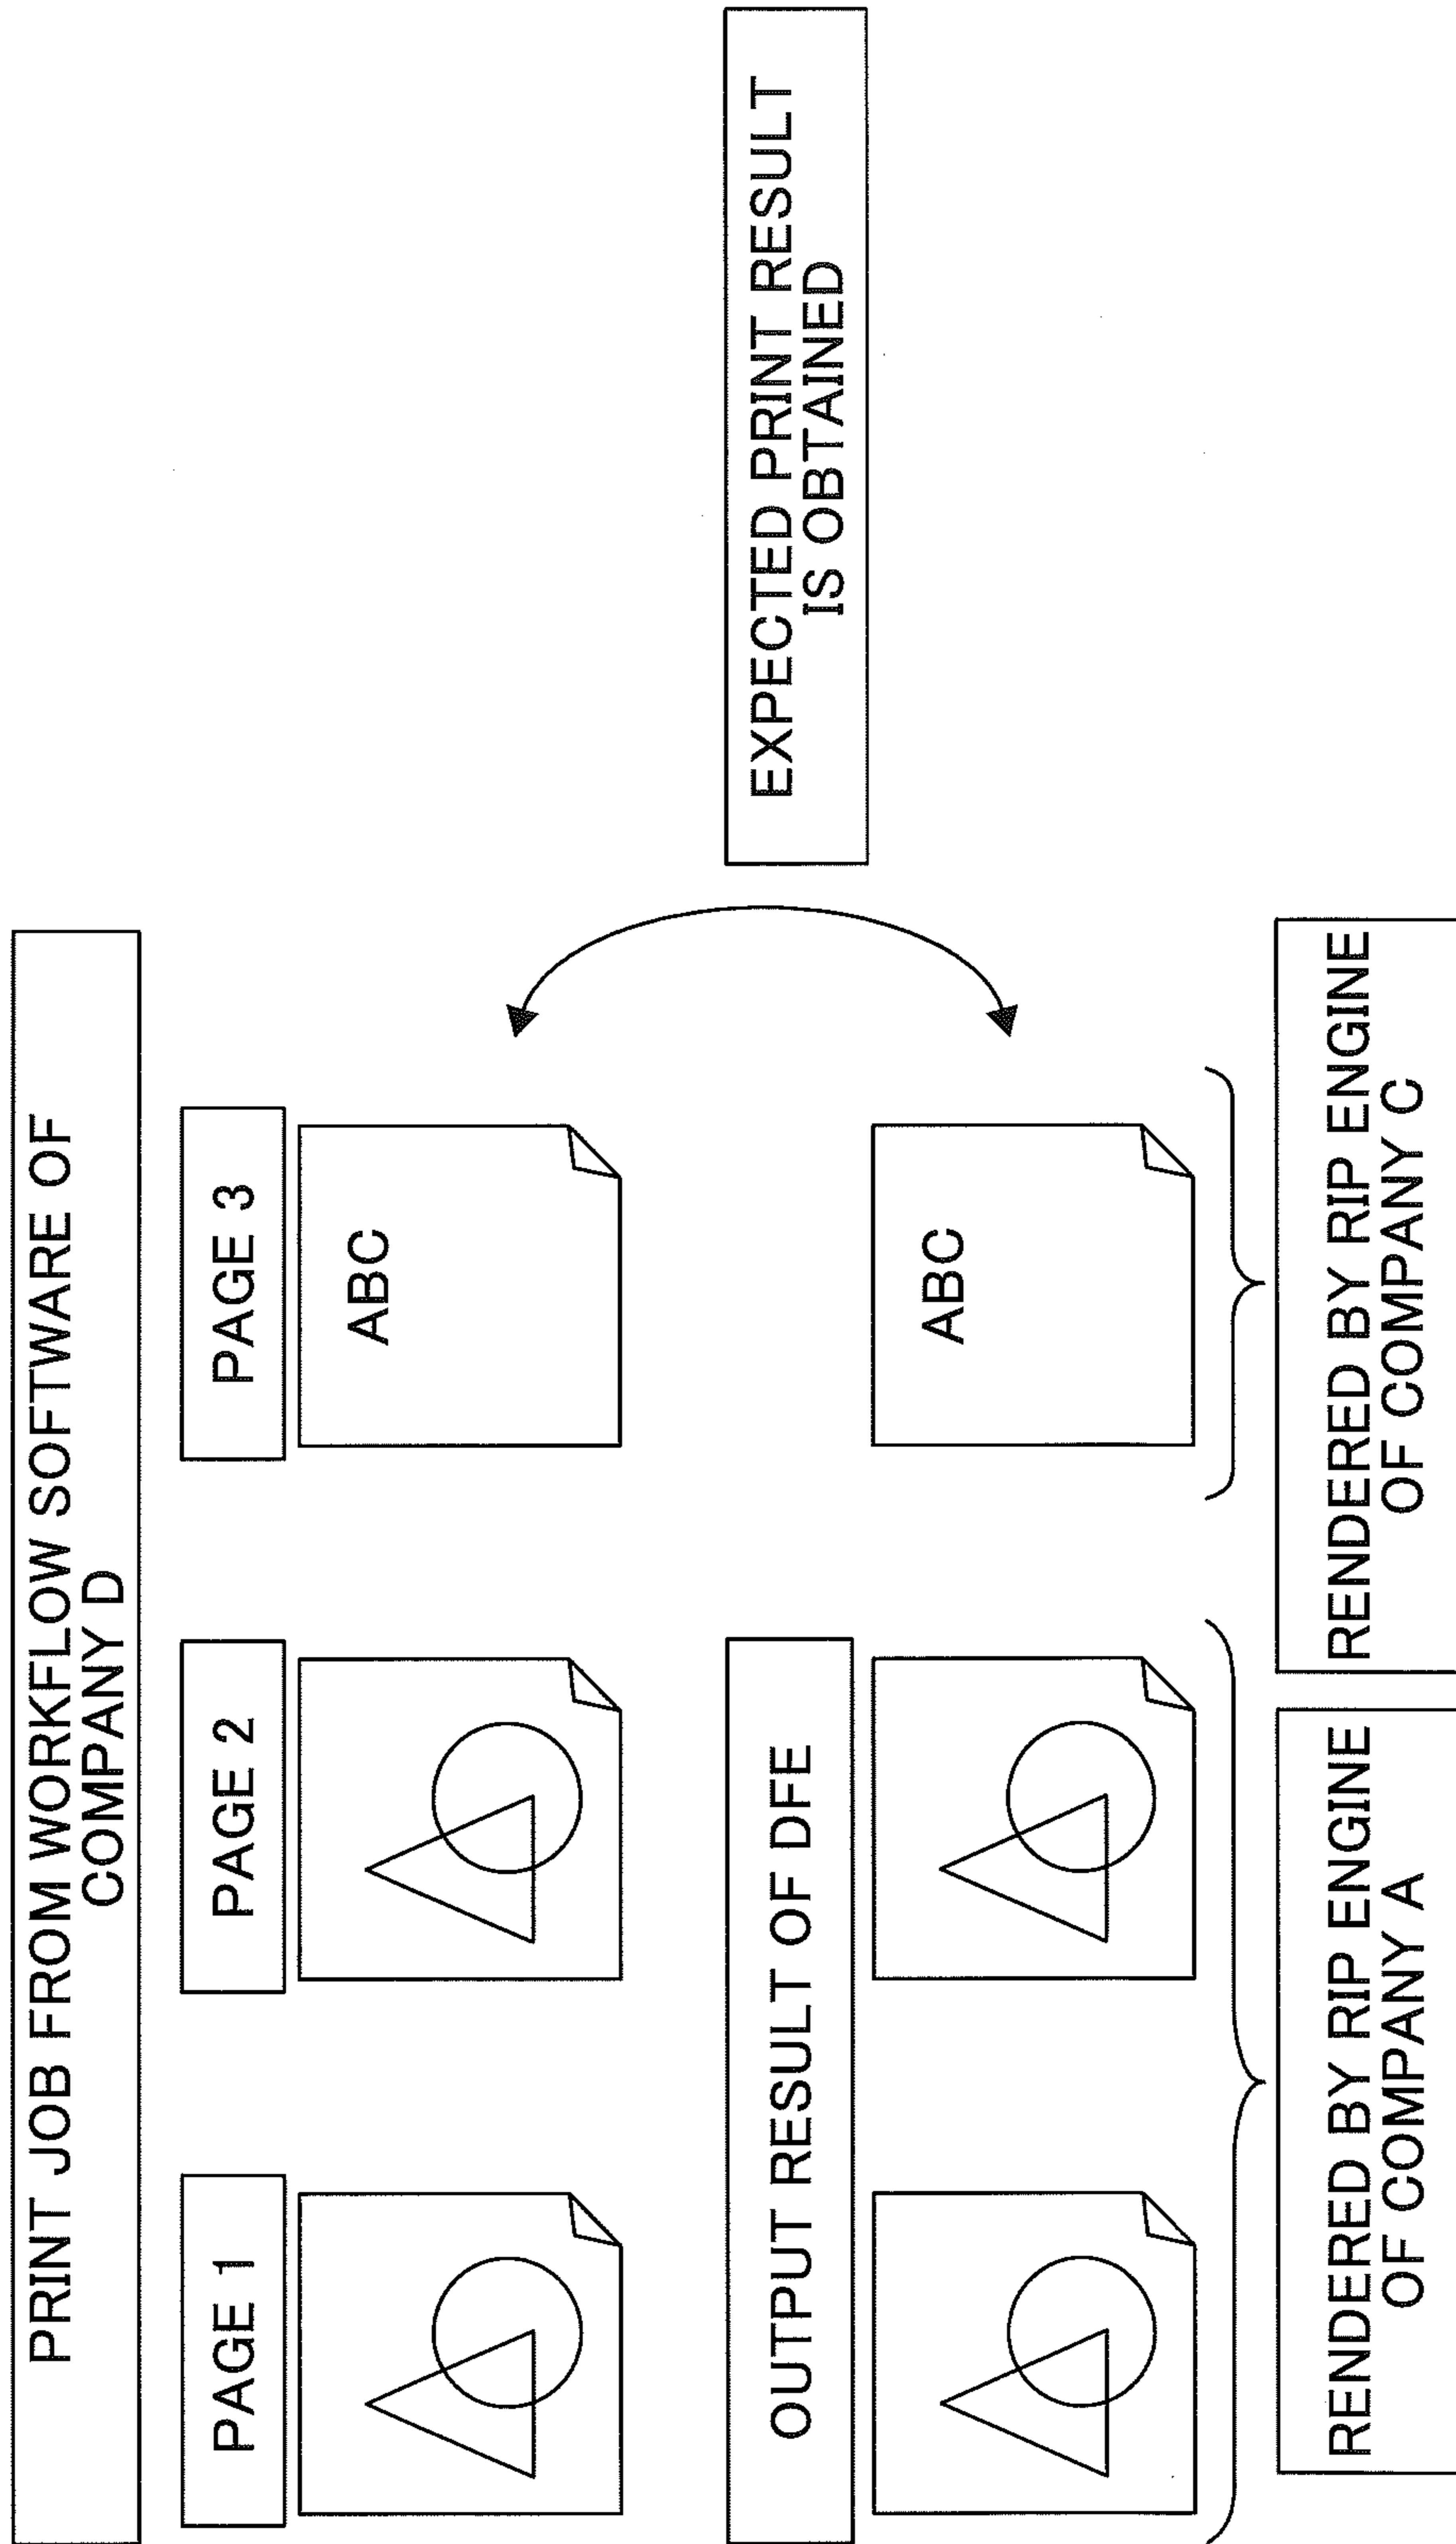 PRINT JOB FROM WORKFLOW SOFTWARE OF
COMPANY D
PAGE 1
PAGE 2
PAGE 3
ABC
EXPECTED PRINT RESULT
IS OBTAINED
OUTPUT RESULT OF DFE
ABC
RENDERED BY RIP ENGINE
OF COMPANY A
RENDERED BY RIP ENGINE
OF COMPANY C